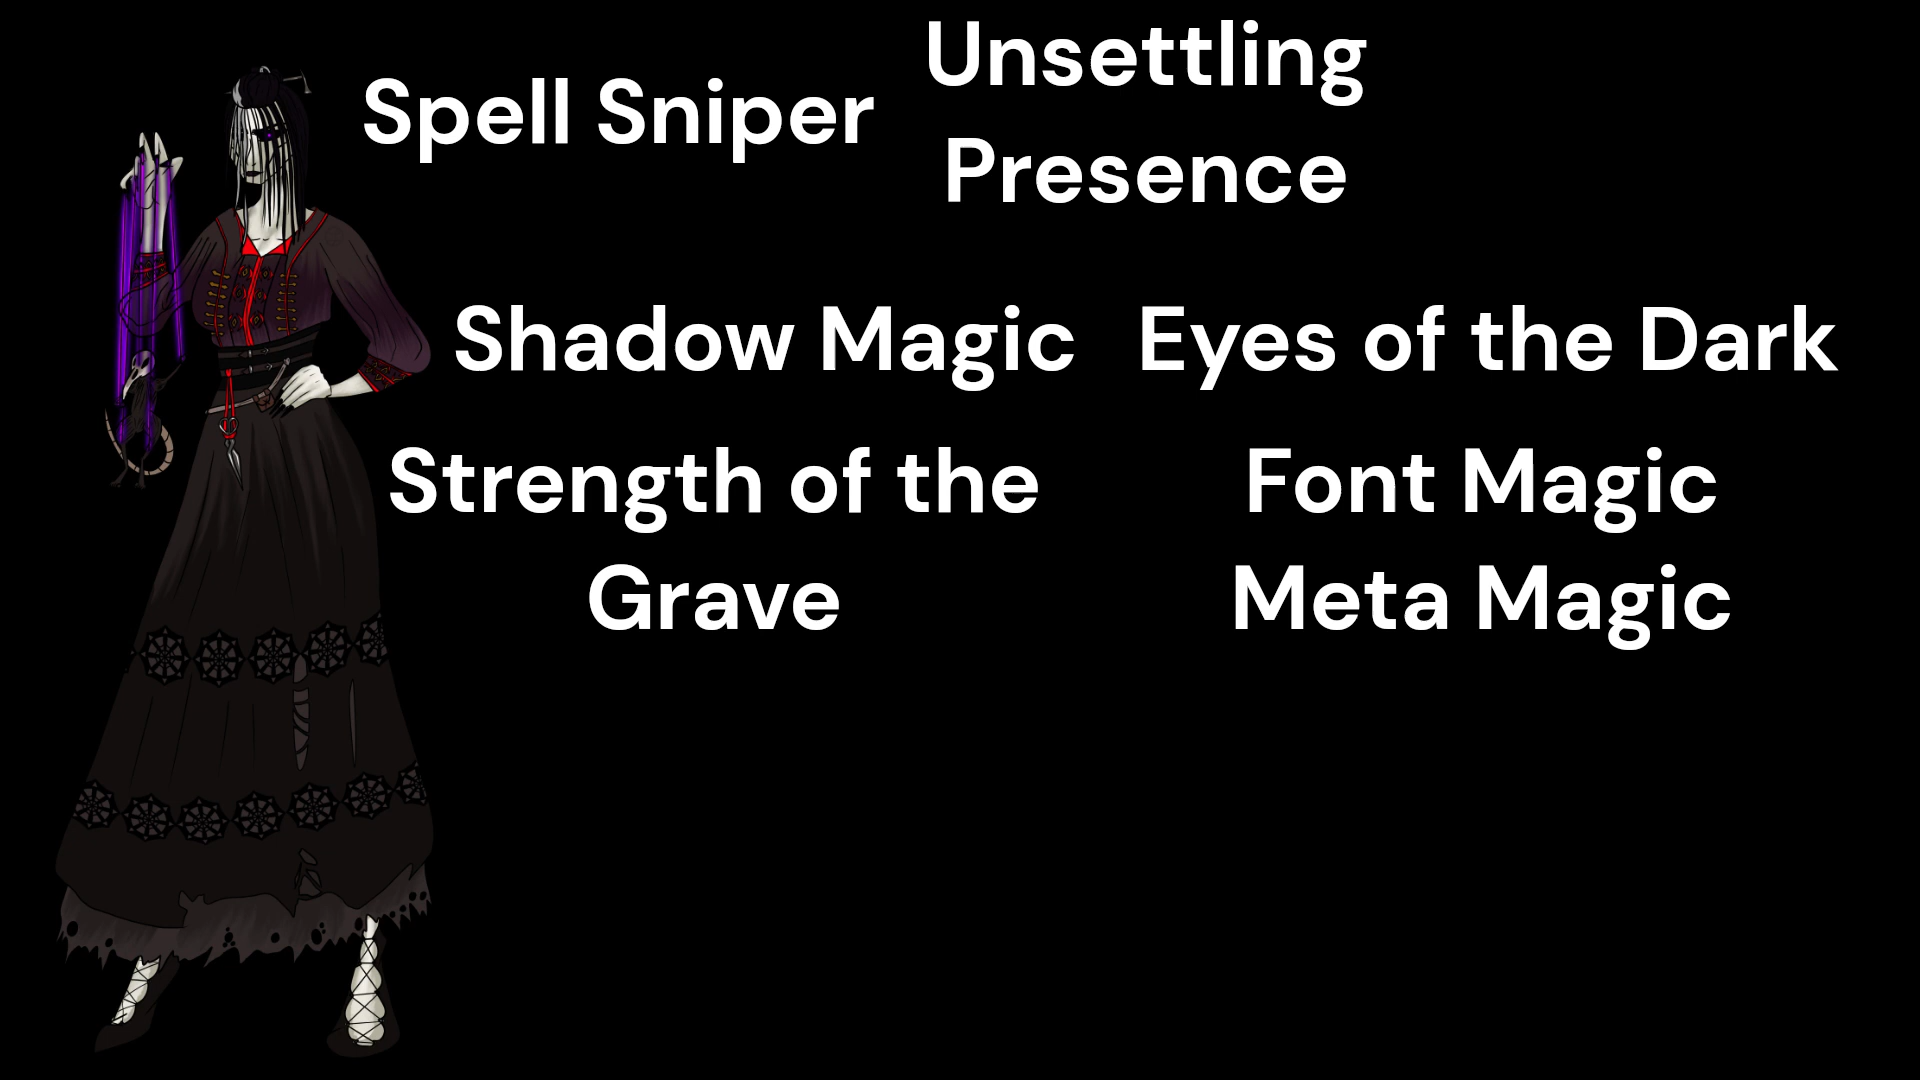 Spell Sniper
Unsettling
Presence
Shadow Magic
Eyes of the Dark
Strength of the
Grave
Font Magic
Meta Magic